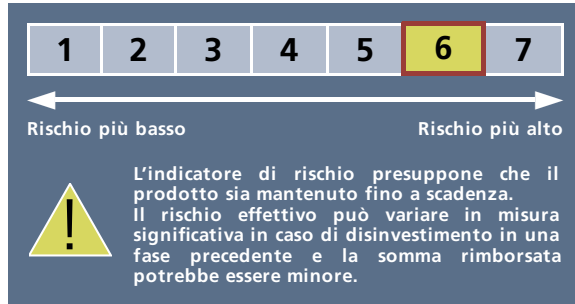 1 2 3 4 5 6 7
Rischio più basso Rischio più alto
L'indicatore di rischio presuppone che il
prodotto sia mantenuto fino a scadenza.
Il rischio effettivo può variare in misura
significativa in caso di disinvestimento in una
fase precedente e la somma rimborsata
potrebbe essere minore.
!